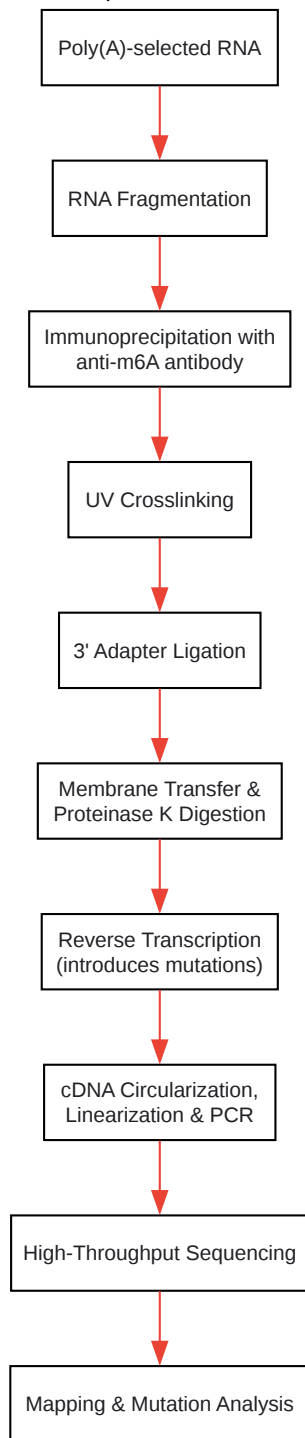 Poly(A)-selected RNA
RNA Fragmentation
Immunoprecipitation with
anti-m6A antibody
UV Crosslinking
3' Adapter Ligation
Membrane Transfer &
Proteinase K Digestion
Reverse Transcription
(introduces mutations)
cDNA Circularization,
Linearization & PCR
High-Throughput Sequencing
Mapping & Mutation Analysis